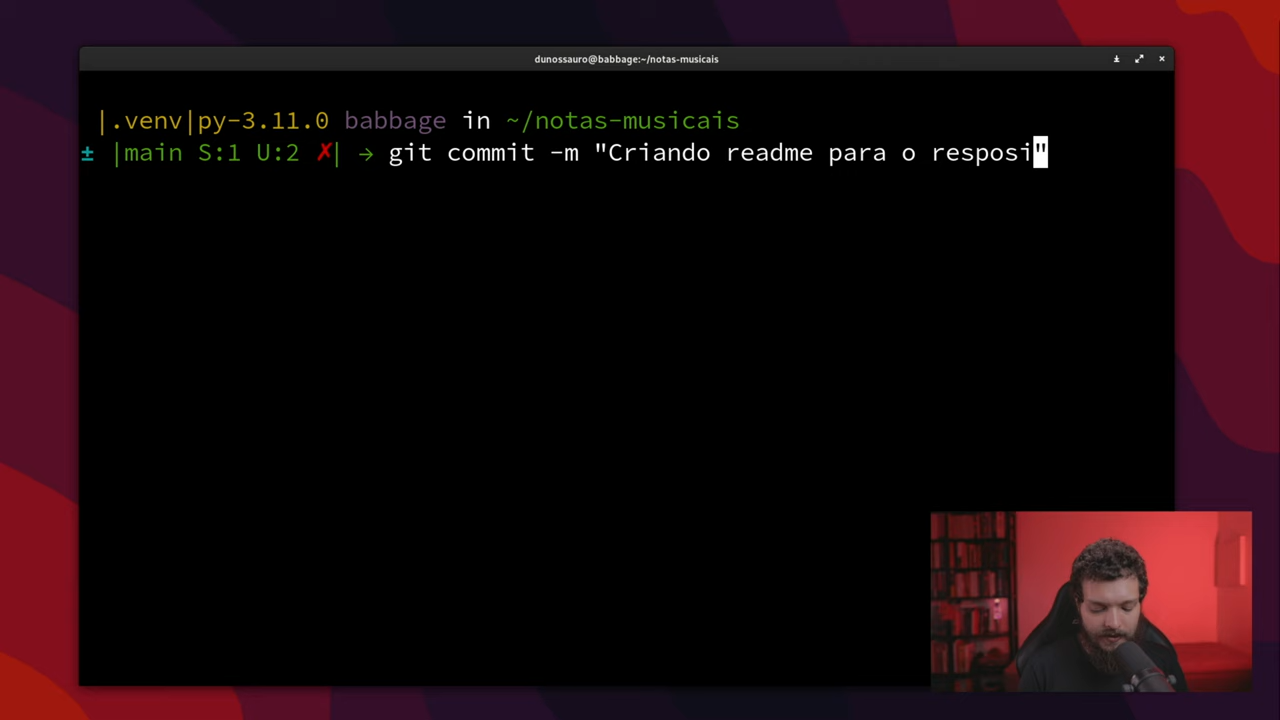 dunossauro@babbage:~/notas-musicais
|.venv|py-3.11.0 babbage in ~/notas-musicais
± |main S:1 U:2 ✗| → git commit -m "Criando readme para o resposi"